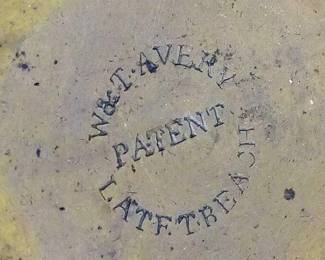 W&T. AVERY
PATENT
LATE T. BEACH